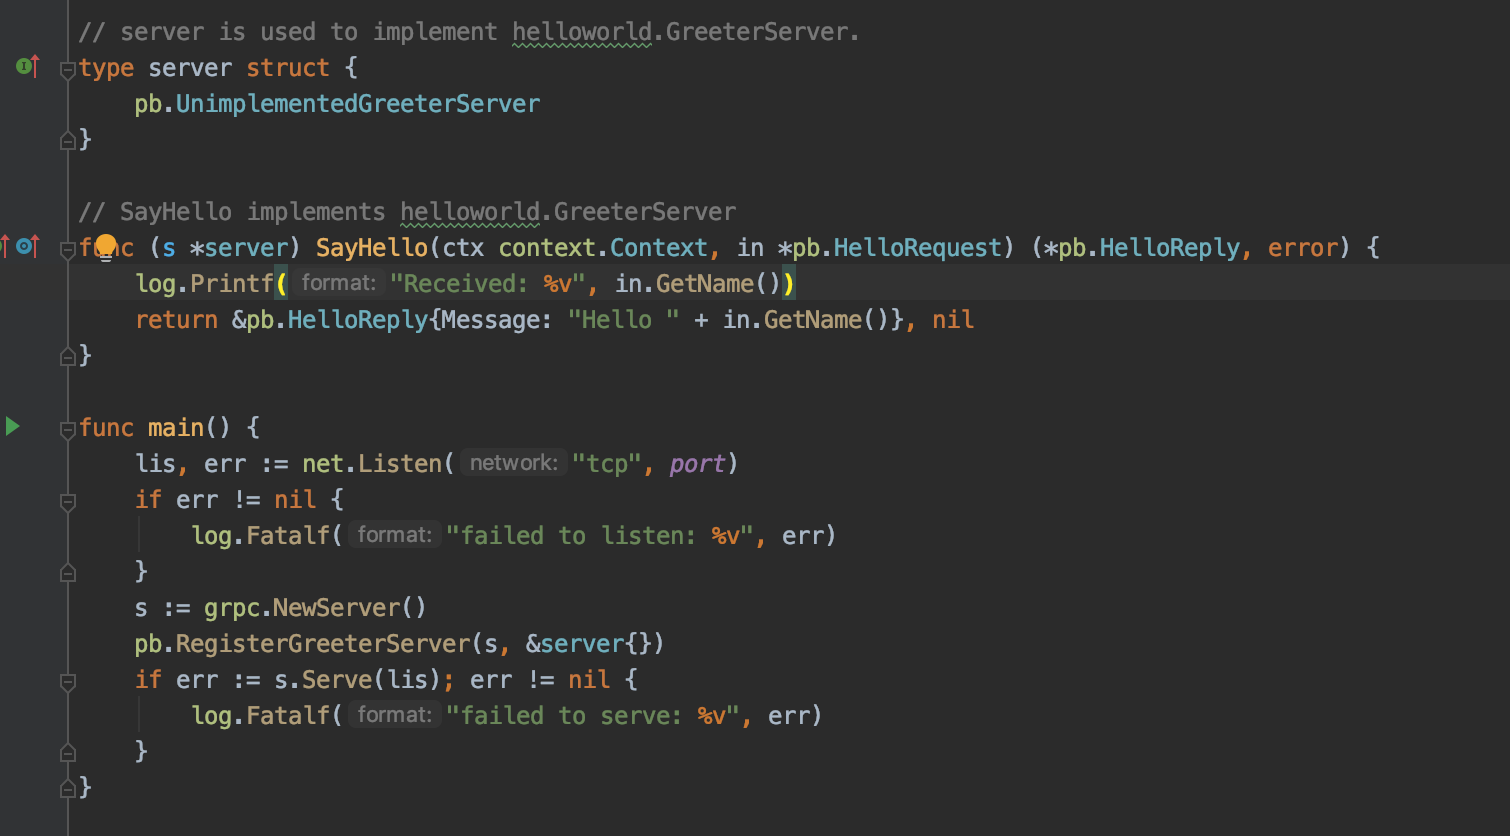 // server is used to implement helloworld.GreeterServer.
type server struct {
    pb.UnimplementedGreeterServer
}
// SayHello implements helloworld.GreeterServer
func (s *server) SayHello(ctx context.Context, in *pb.HelloRequest) (*pb.HelloReply, error) {
    log.Printf( format: "Received: %v", in.GetName())
    return &pb.HelloReply{Message: "Hello " + in.GetName()}, nil
}
func main() {
    lis, err := net.Listen( network: "tcp", port)
    if err != nil {
        log.Fatalf( format: "failed to listen: %v", err)
    }
    s := grpc.NewServer()
    pb.RegisterGreeterServer(s, &server{})
    if err := s.Serve(lis); err != nil {
        log.Fatalf( format: "failed to serve: %v", err)
    }
}